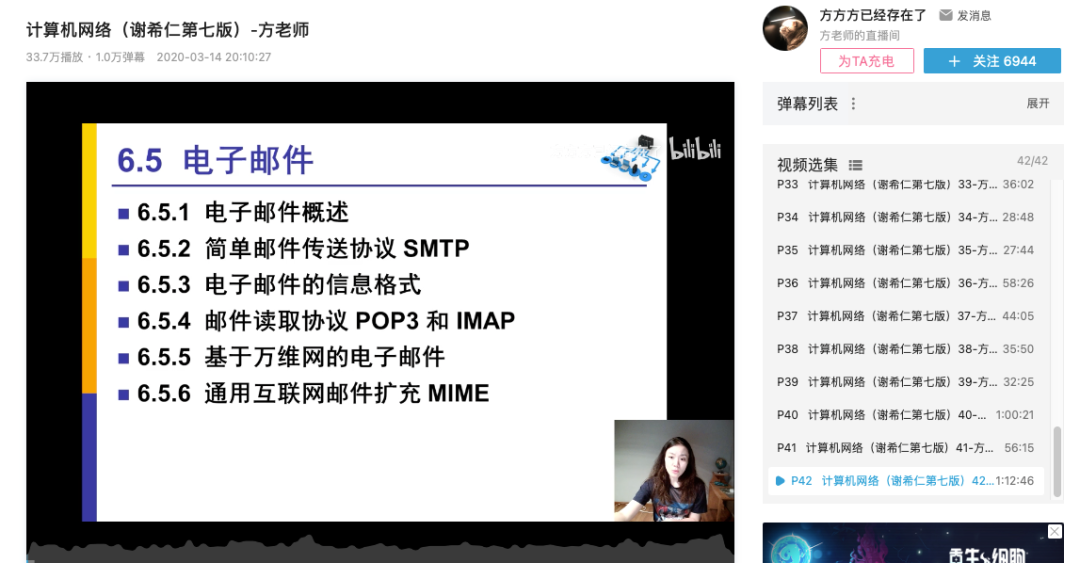 计算机网络（谢希仁第七版）-方老师
33.7万播放 · 1.0万弹幕 2020-03-14 20:10:27
方方方已经存在了 发消息
方老师的直播间
为TA充电
+ 关注 6944
弹幕列表
展开
bilibili
6.5 电子邮件
6.5.1 电子邮件概述
6.5.2 简单邮件传送协议 SMTP
6.5.3 电子邮件的信息格式
6.5.4 邮件读取协议 POP3 和 IMAP
6.5.5 基于万维网的电子邮件
6.5.6 通用互联网邮件扩充 MIME
视频选集 42/42
P33 计算机网络（谢希仁第七版）33-方... 36:02
P34 计算机网络（谢希仁第七版）34-方... 28:48
P35 计算机网络（谢希仁第七版）35-方... 27:44
P36 计算机网络（谢希仁第七版）36-方... 58:26
P37 计算机网络（谢希仁第七版）37-方... 44:05
P38 计算机网络（谢希仁第七版）38-方... 35:50
P39 计算机网络（谢希仁第七版）39-方... 32:25
P40 计算机网络（谢希仁第七版）40-... 1:00:21
P41 计算机网络（谢希仁第七版）41-方... 56:15
P42 计算机网络（谢希仁第七版）42... 1:12:46